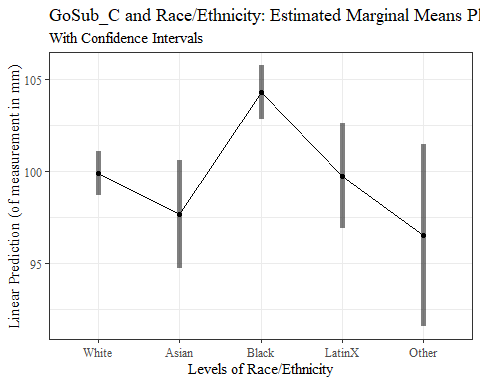 GoSub_C and Race/Ethnicity: Estimated Marginal Means Pl
With Confidence Intervals
Linear Prediction (of measurement in mm)
105
100
95
White Asian Black LatinX Other
Levels of Race/Ethnicity